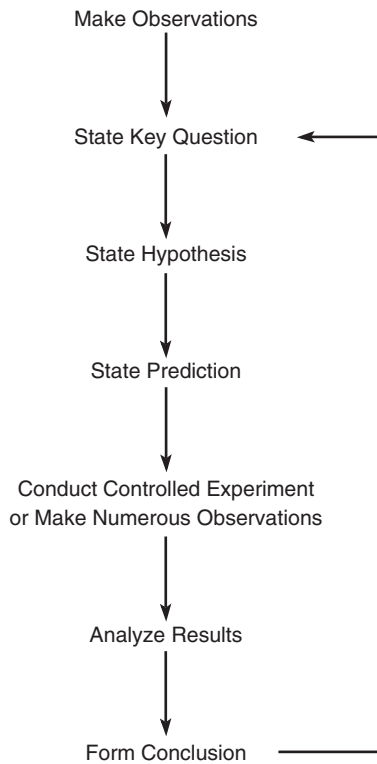 Make Observations
State Key Question
State Hypothesis
State Prediction
Conduct Controlled Experiment
or Make Numerous Observations
Analyze Results
Form Conclusion